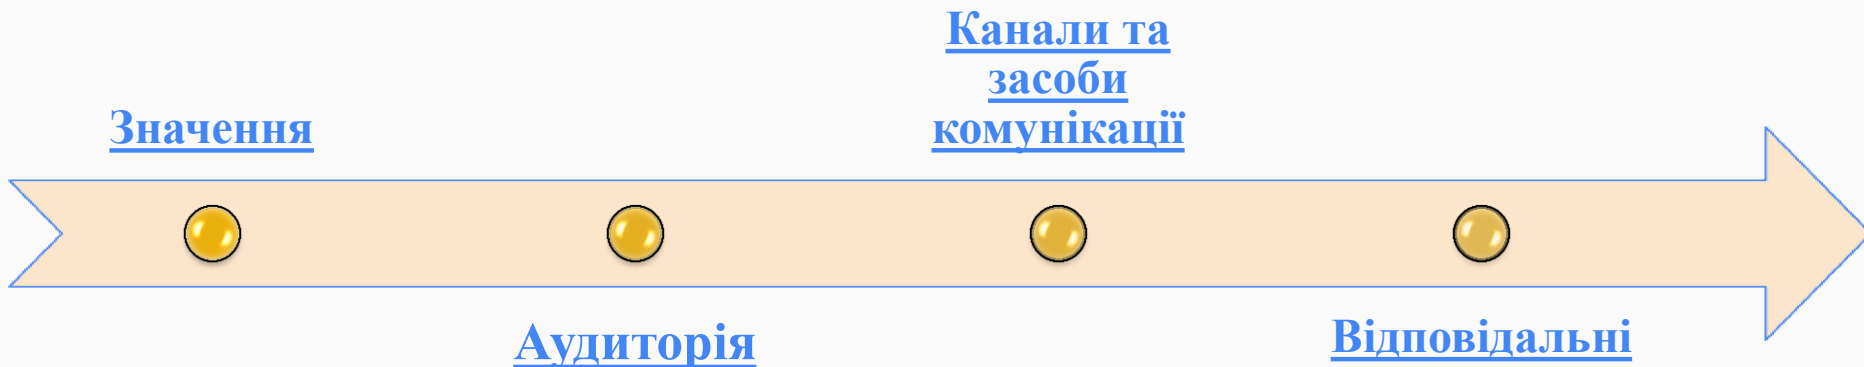 Значення
Аудиторія
Канали та
засоби
комунікації
Відповідальні